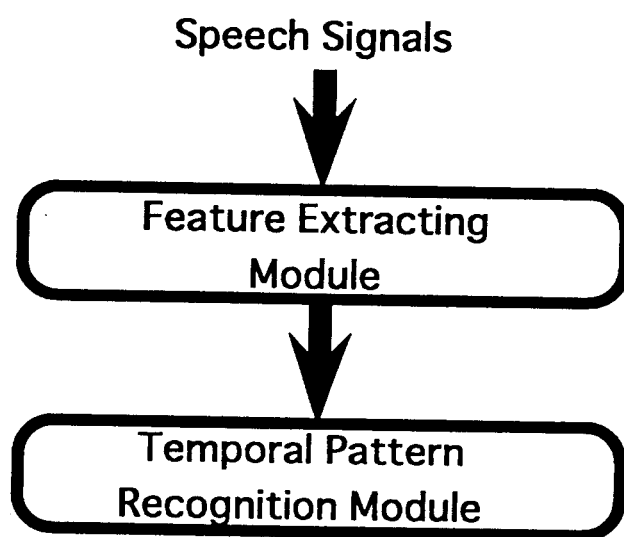 Speech Signals
Feature Extracting
Module
Temporal Pattern
Recognition Module